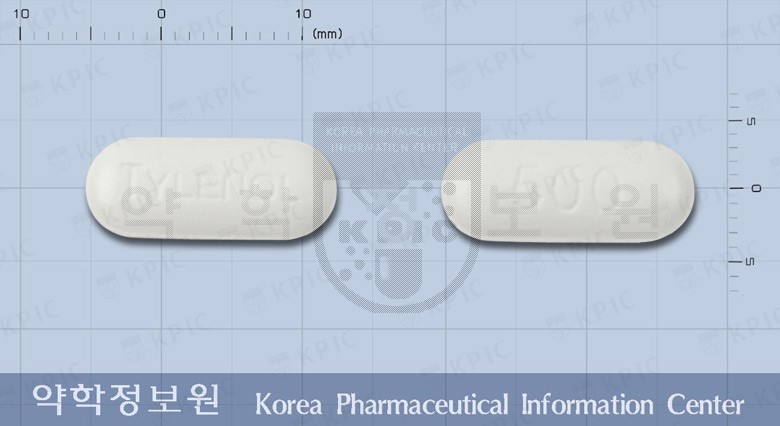 10 0 10
(mm)
KOREA PHARMACEUTICAL
INFORMATION CENTER
5
0
5
TYLENOL
500
약학정보원
KPIC
약학정보원 Korea Pharmaceutical Information Center